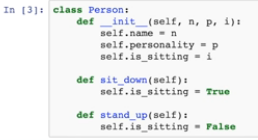 In [3]: class Person:
    def __init__(self, n, p, i):
        self.name = n
        self.personality = p
        self.is_sitting = i
    def sit_down(self):
        self.is_sitting = True
    def stand_up(self):
        self.is_sitting = False